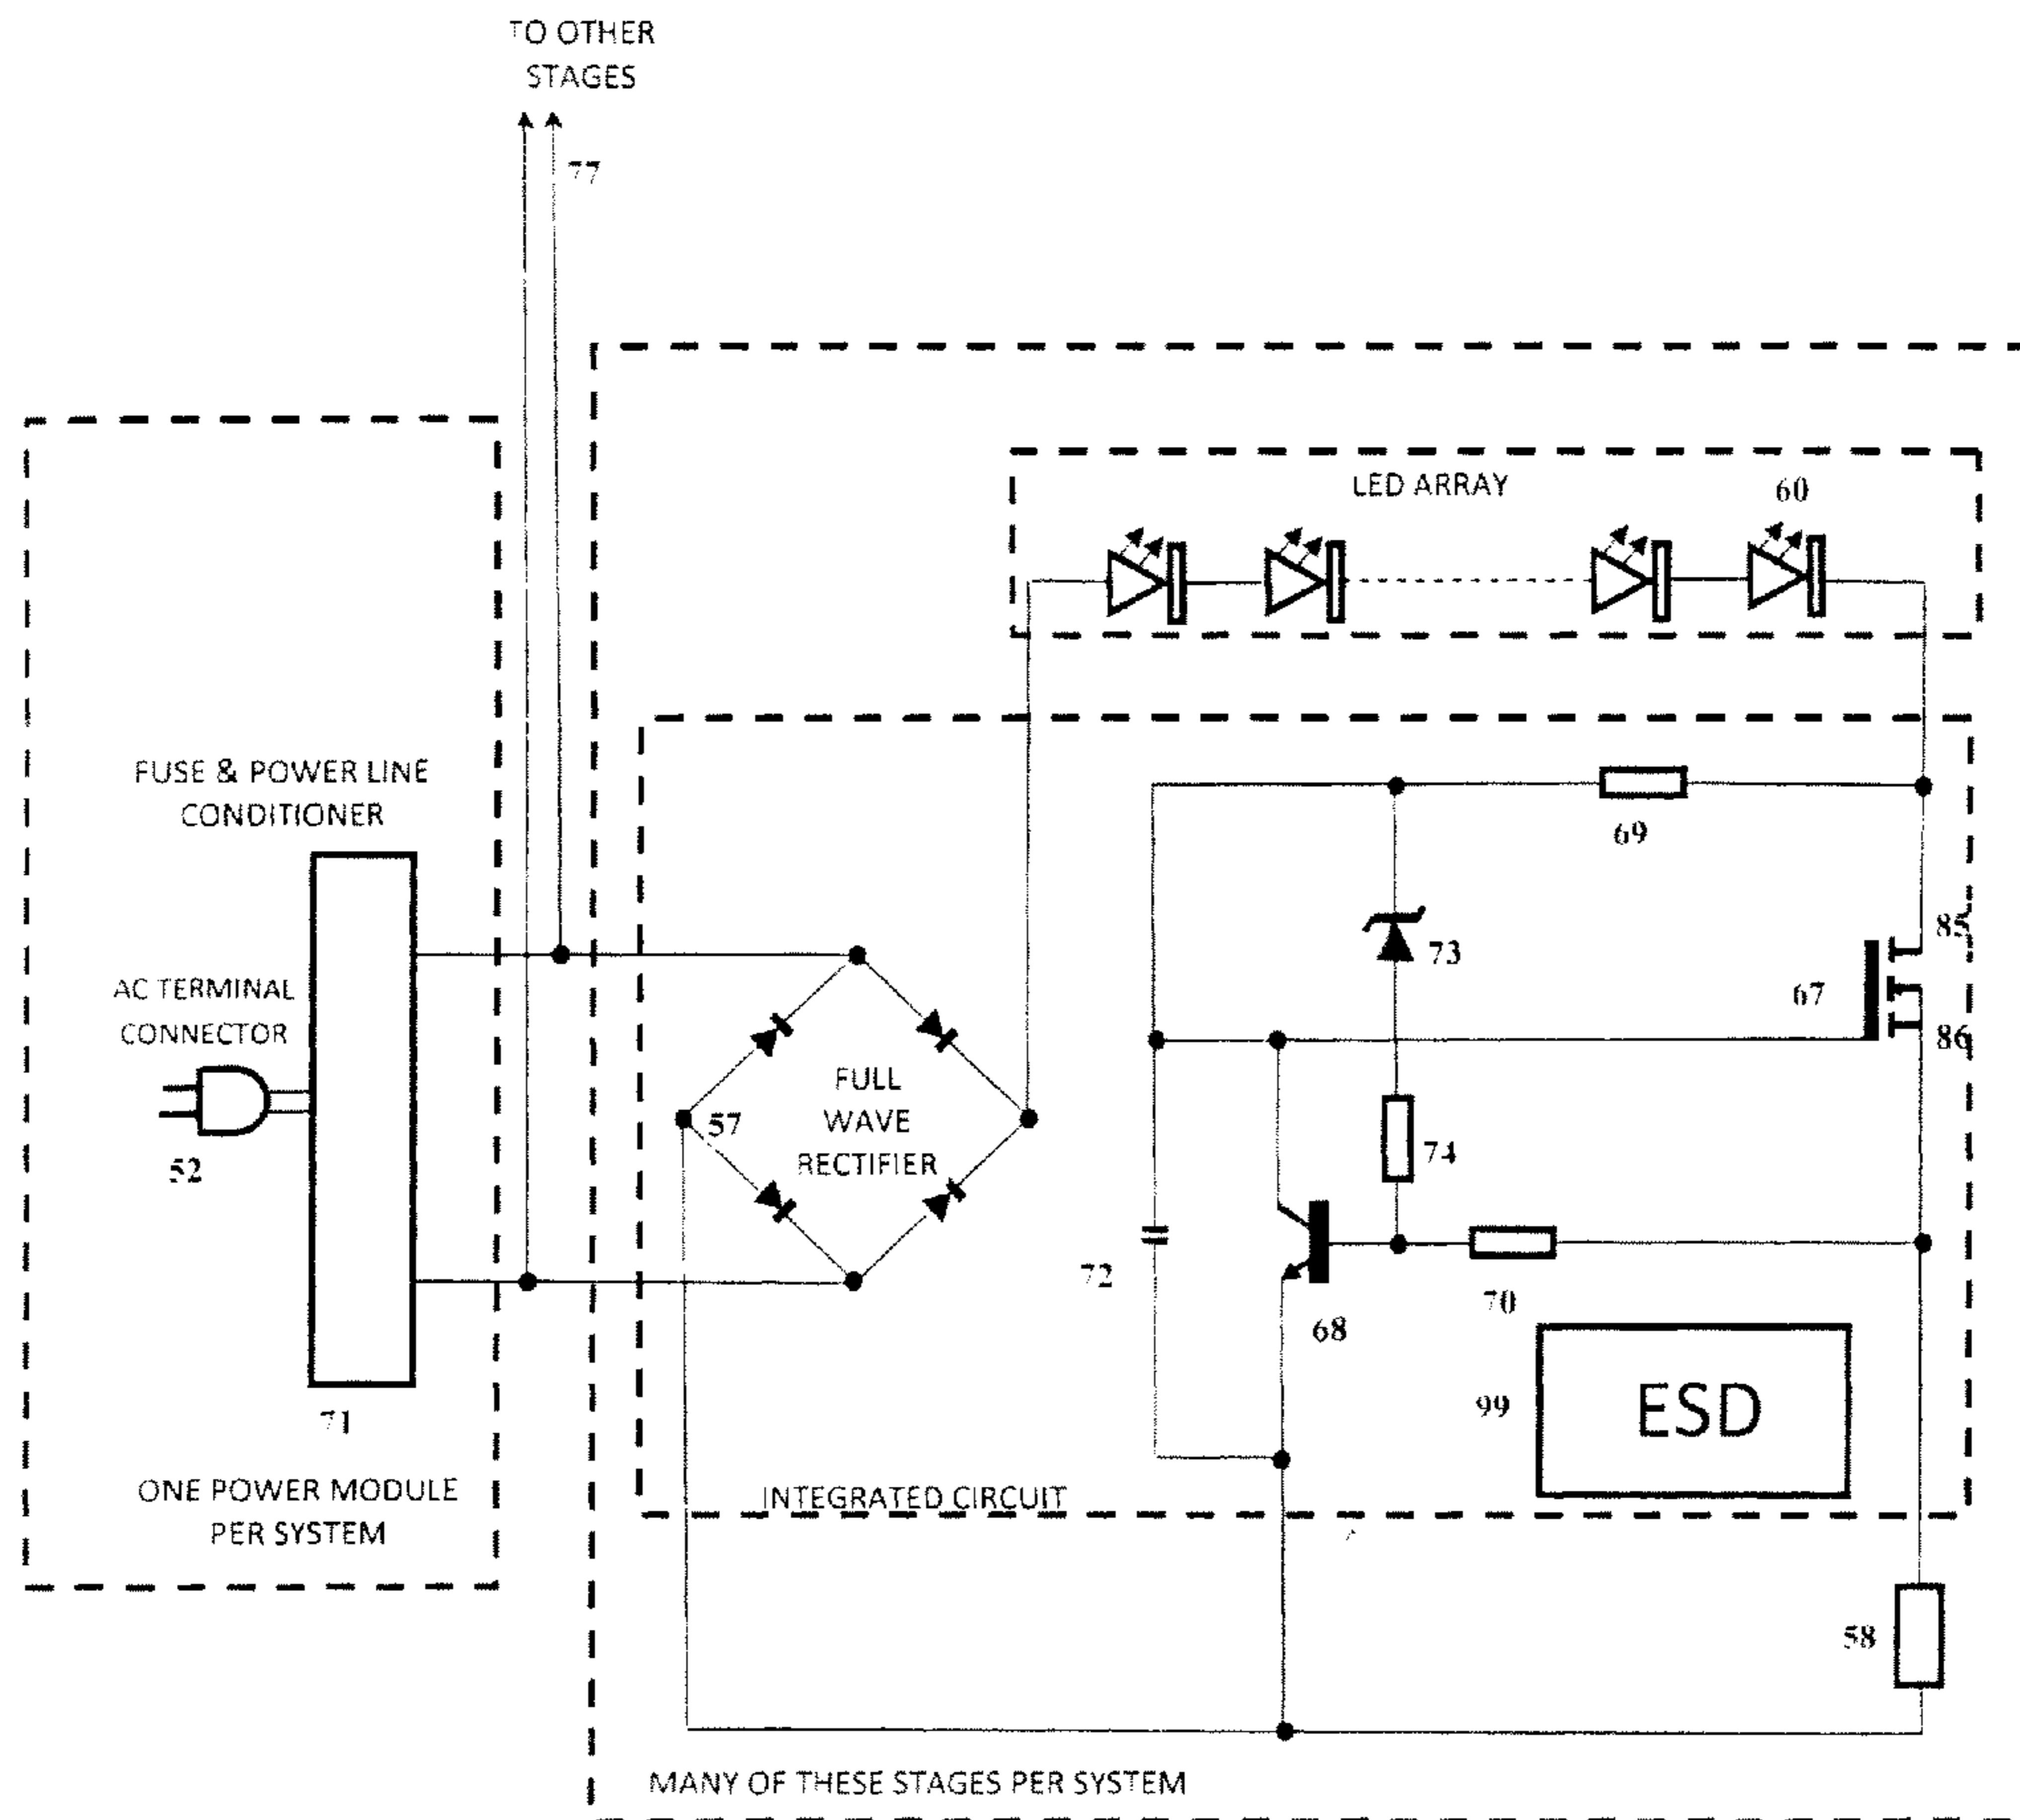 TO OTHER
STAGES
77
LED ARRAY
60
FUSE & POWER LINE
CONDITIONER
69
85
73
67
86
AC TERMINAL
CONNECTOR
52
57
FULL
WAVE
RECTIFIER
74
72
68
70
99
ESD
71
ONE POWER MODULE
PER SYSTEM
INTEGRATED CIRCUIT
58
MANY OF THESE STAGES PER SYSTEM